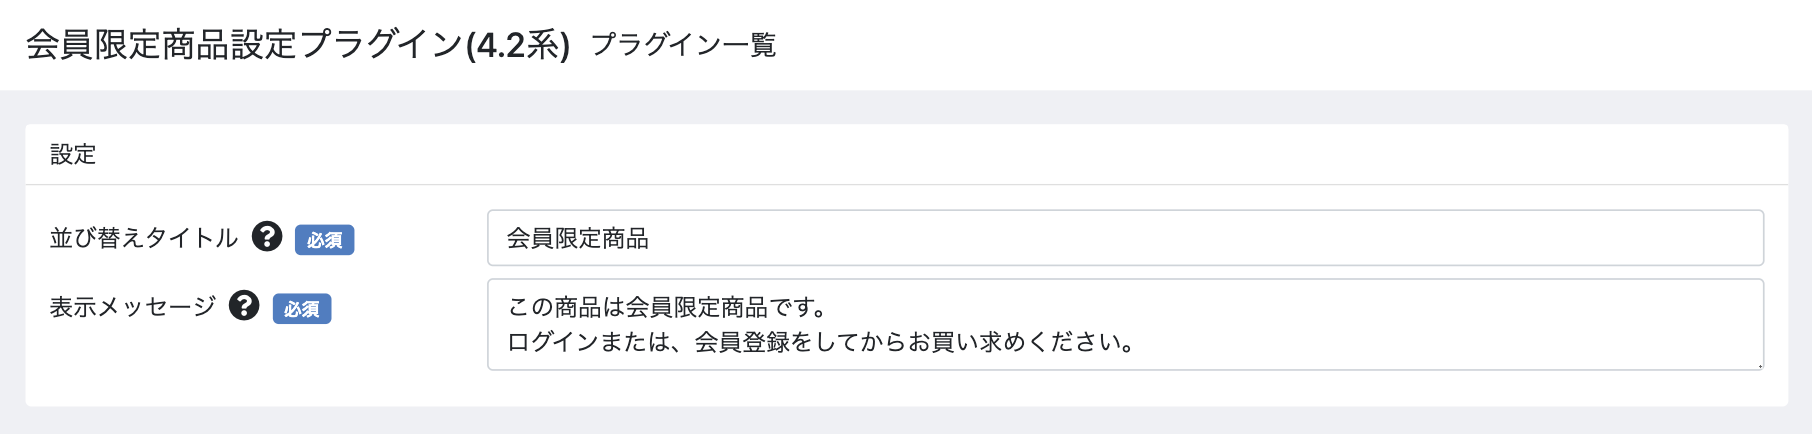 会員限定商品設定プラグイン(4.2系) プラグイン一覧
設定
並び替えタイトル ? 必須 会員限定商品
表示メッセージ ? 必須 この商品は会員限定商品です。
ログインまたは、会員登録をしてからお買い求めください。